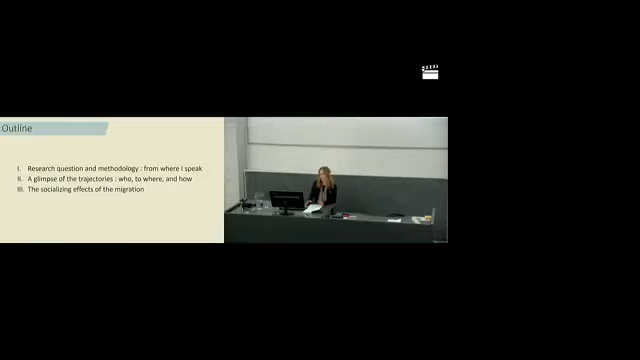 Outline
I. Research question and methodology : from where I speak
II. A glimpse of the trajectories : who, to where, and how
III. The socializing effects of the migration